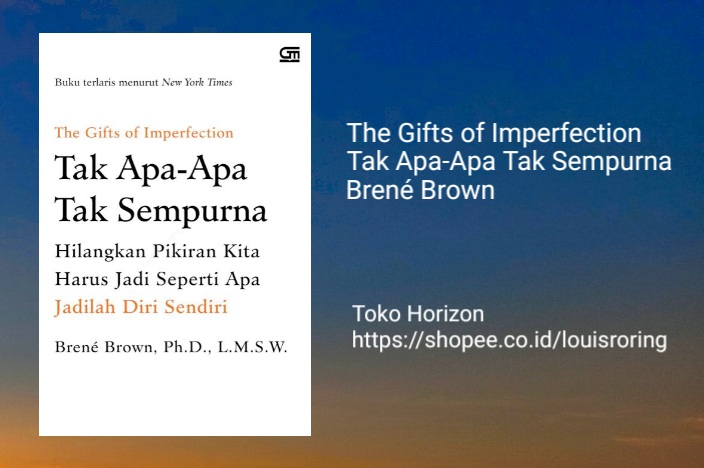 GM
Buku terlaris menurut New York Times
The Gifts of Imperfection
Tak Apa-Apa
Tak Sempurna
Hilangkan Pikiran Kita
Harus Jadi Seperti Apa
Jadilah Diri Sendiri
Brené Brown, Ph.D., L.M.S.W.
The Gifts of Imperfection
Tak Apa-Apa Tak Sempurna
Brené Brown
Toko Horizon
https://shopee.co.id/louisroring